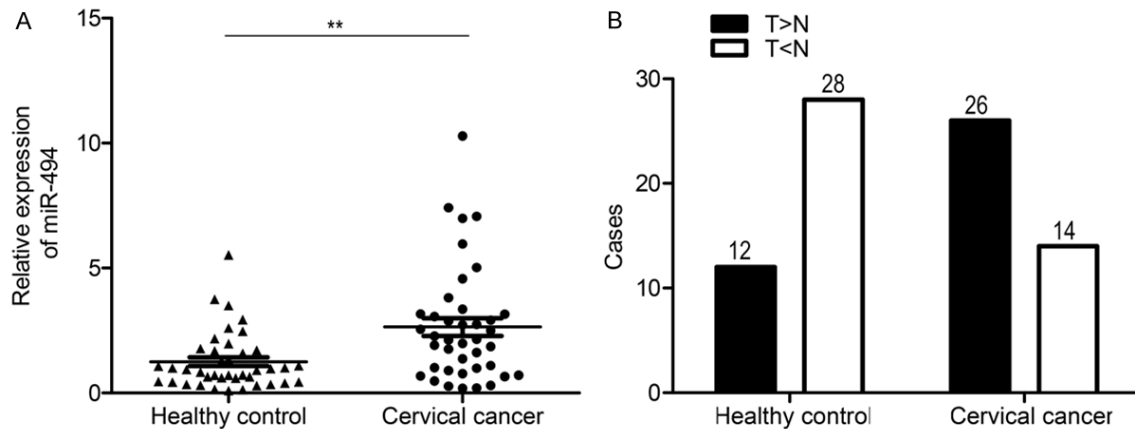 A
15
10
5
0
Relative expression
of miR-494
**
Healthy control
Cervical cancer
B
T>N
T<N
30
20
10
0
Cases
12
28
26
14
Healthy control
Cervical cancer